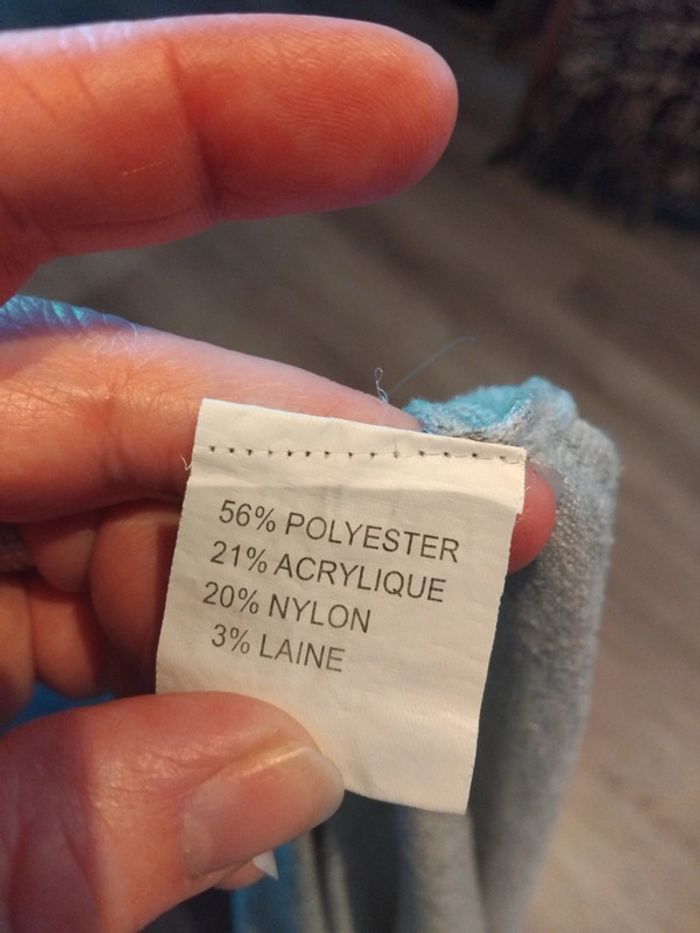 56% POLYESTER
21% ACRYLIQUE
20% NYLON
3% LAINE